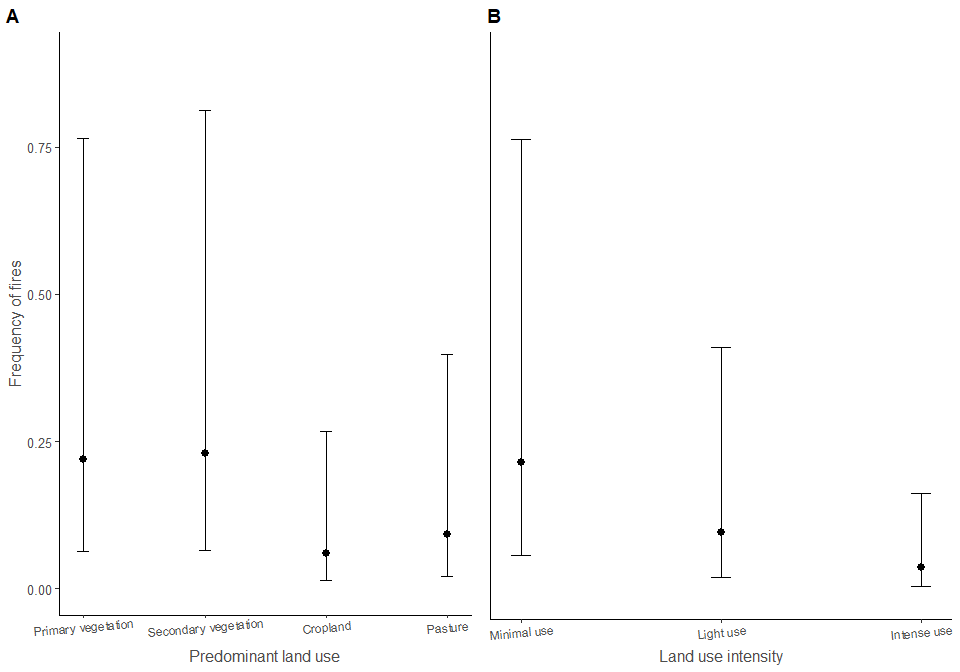 A
B
Frequency of fires
0.75
0.50
0.25
0.00
Primary vegetation
Secondary vegetation
Cropland
Pasture
Predominant land use
Minimal use
Light use
Intense use
Land use intensity